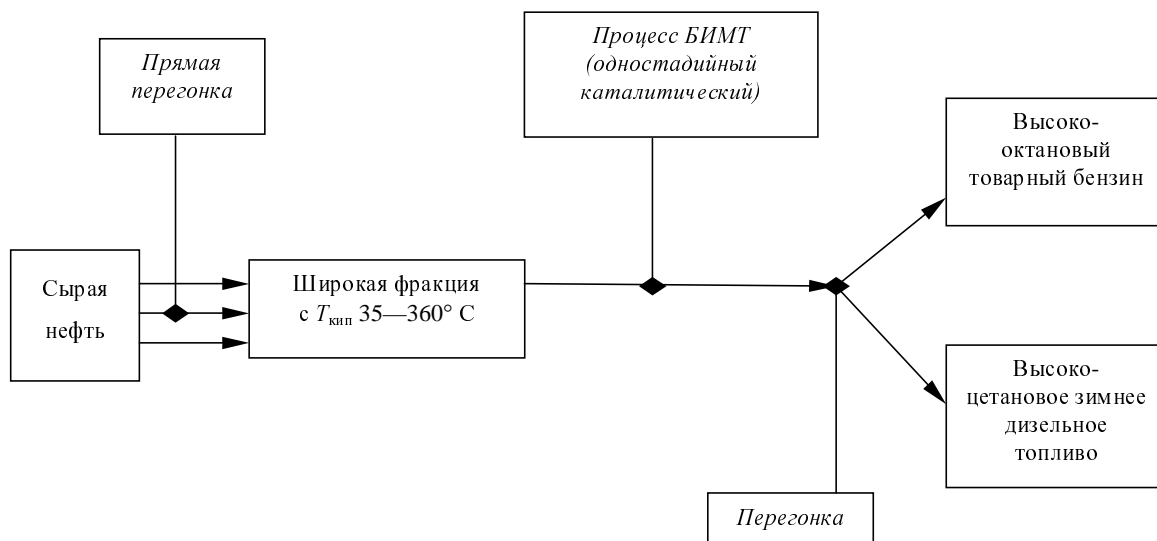 Прямая
перегонка
Процесс БИМТ
(одностадийный
каталитический)
Высоко-
октановый
товарный бензин
Сырая
нефть
Широкая фракция
с Tкип 35—360° С
Высоко-
цетановое зимнее
дизельное
топливо
Перегонка